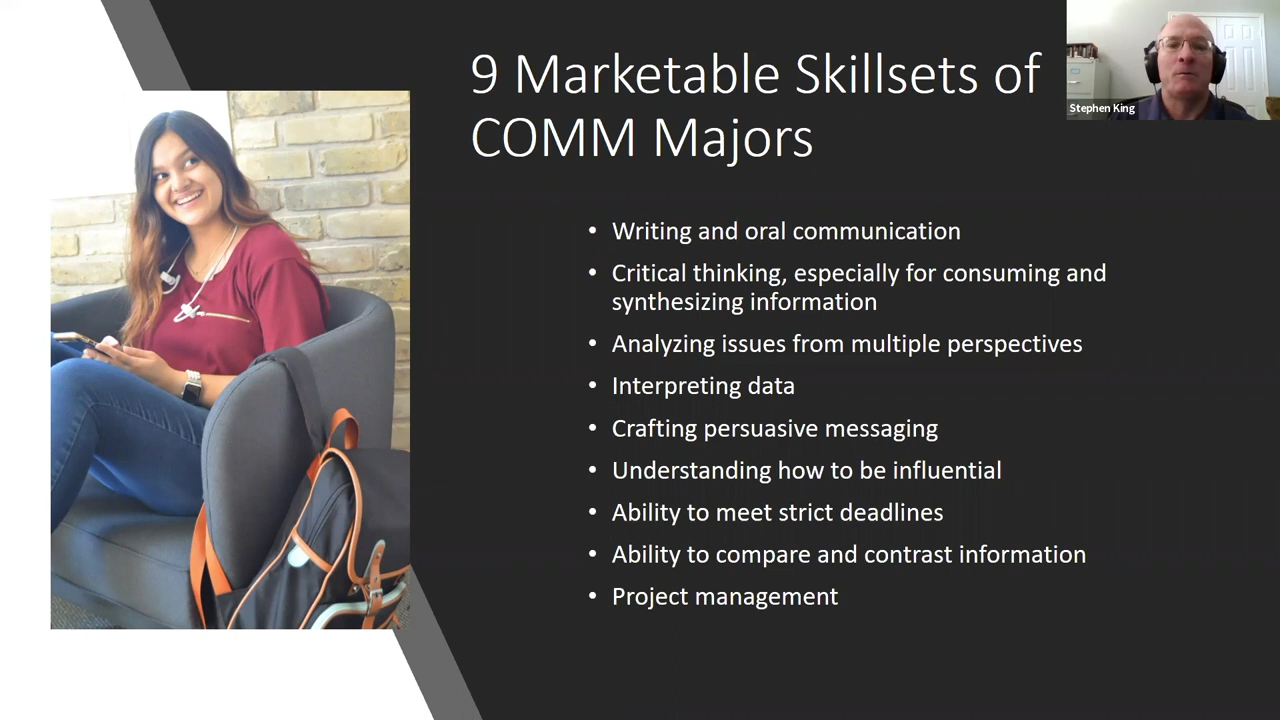 9 Marketable Skillsets of
COMM Majors
Stephen King
• Writing and oral communication
• Critical thinking, especially for consuming and
synthesizing information
• Analyzing issues from multiple perspectives
• Interpreting data
• Crafting persuasive messaging
• Understanding how to be influential
• Ability to meet strict deadlines
• Ability to compare and contrast information
• Project management